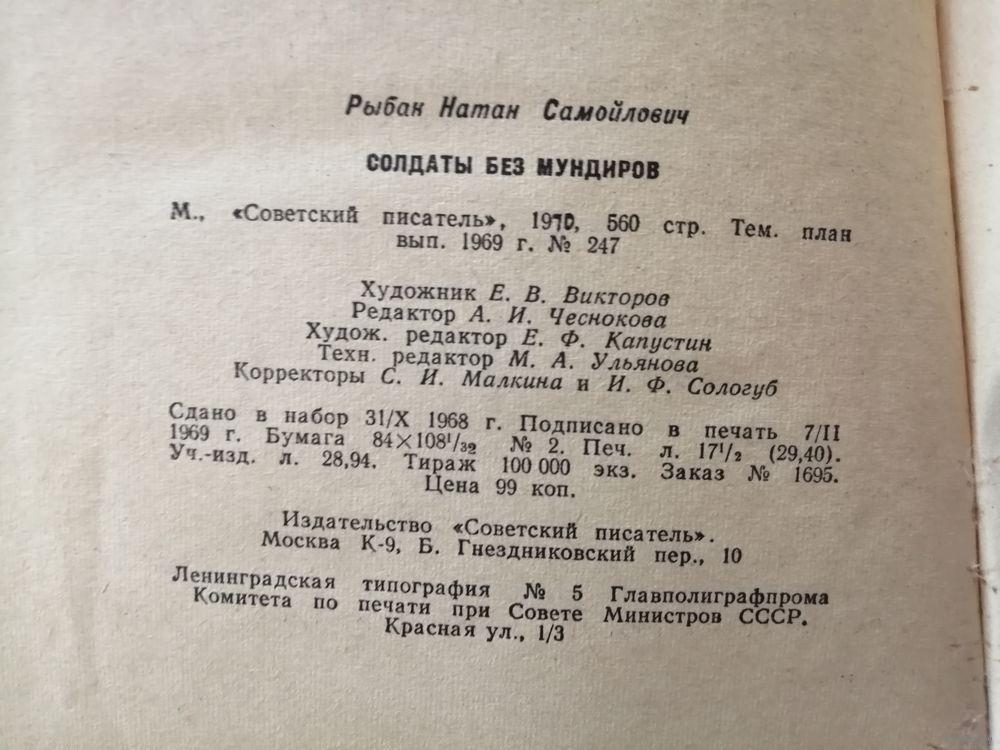 Рыбак Натан Самойлович
СОЛДАТЫ БЕЗ МУНДИРОВ
М., «Советский писатель», 1970, 560 стр. Тем. план
вып. 1969 г. № 247
Художник Е. В. Викторов
Редактор А. И. Чеснокова
Худож. редактор Е. Ф. Капустин
Техн. редактор М. А. Ульянова
Корректоры С. И. Малкина и И. Ф. Сологуб
Сдано в набор 31/X 1968 г. Подписано в печать 7/II
1969 г. Бумага 84×108¹/₃₂ № 2. Печ. л. 17¹/₂ (29,40).
Уч.-изд. л. 28,94. Тираж 100 000 экз. Заказ № 1695.
Цена 99 коп.
Издательство «Советский писатель».
Москва К-9, Б. Гнездниковский пер., 10
Ленинградская типография № 5 Главполиграфпрома
Комитета по печати при Совете Министров СССР.
Красная ул., 1/3